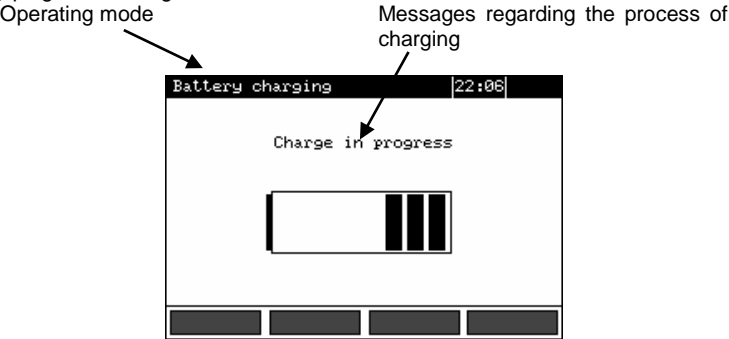 Operating mode
Messages regarding the process of
charging
Battery charging 22:06
Charge in progress